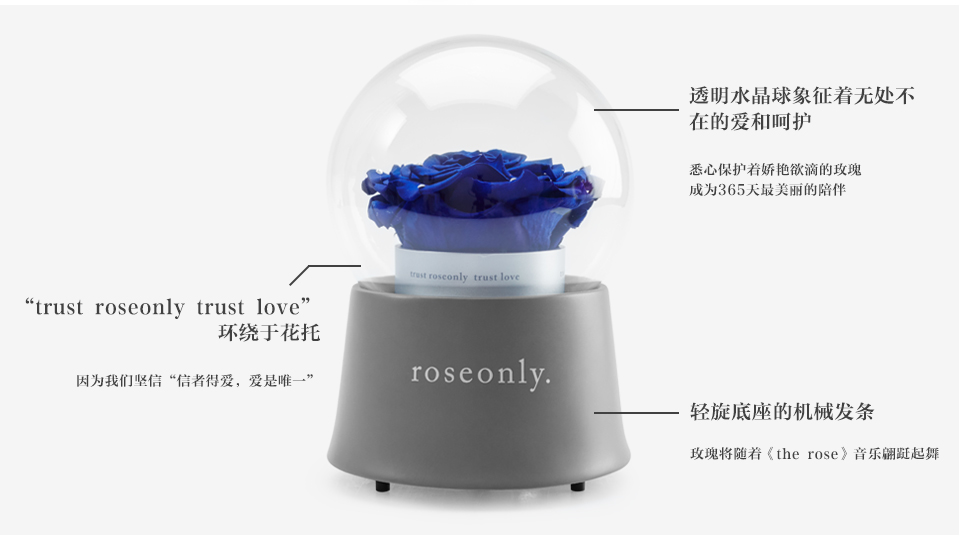 透明水晶球象征着无处不
在的爱和呵护
悉心保护着娇艳欲滴的玫瑰
成为365天最美丽的陪伴
trust roseonly trust love
“trust roseonly trust love”
环绕于花托
因为我们坚信“信者得爱，爱是唯一”
roseonly.
轻旋底座的机械发条
玫瑰将随着《the rose》音乐翩跹起舞